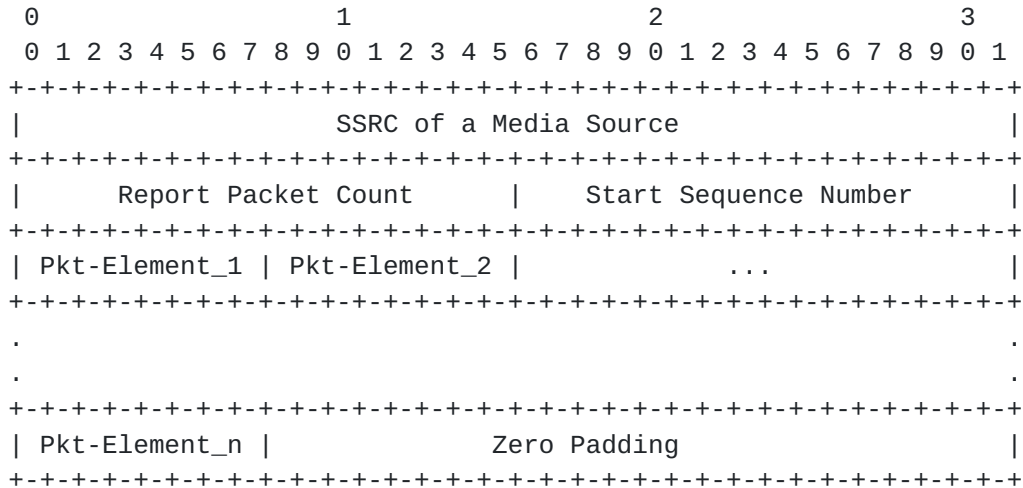 0                   1                   2                   3
 0 1 2 3 4 5 6 7 8 9 0 1 2 3 4 5 6 7 8 9 0 1 2 3 4 5 6 7 8 9 0 1
+-+-+-+-+-+-+-+-+-+-+-+-+-+-+-+-+-+-+-+-+-+-+-+-+-+-+-+-+-+-+-+-+
|                    SSRC of a Media Source                     |
+-+-+-+-+-+-+-+-+-+-+-+-+-+-+-+-+-+-+-+-+-+-+-+-+-+-+-+-+-+-+-+-+
|      Report Packet Count      |    Start Sequence Number      |
+-+-+-+-+-+-+-+-+-+-+-+-+-+-+-+-+-+-+-+-+-+-+-+-+-+-+-+-+-+-+-+-+
| Pkt-Element_1 | Pkt-Element_2 |             ...               |
+-+-+-+-+-+-+-+-+-+-+-+-+-+-+-+-+-+-+-+-+-+-+-+-+-+-+-+-+-+-+-+-+
.                                                               .
.                                                               .
+-+-+-+-+-+-+-+-+-+-+-+-+-+-+-+-+-+-+-+-+-+-+-+-+-+-+-+-+-+-+-+-+
| Pkt-Element_n |              Zero Padding                     |
+-+-+-+-+-+-+-+-+-+-+-+-+-+-+-+-+-+-+-+-+-+-+-+-+-+-+-+-+-+-+-+-+